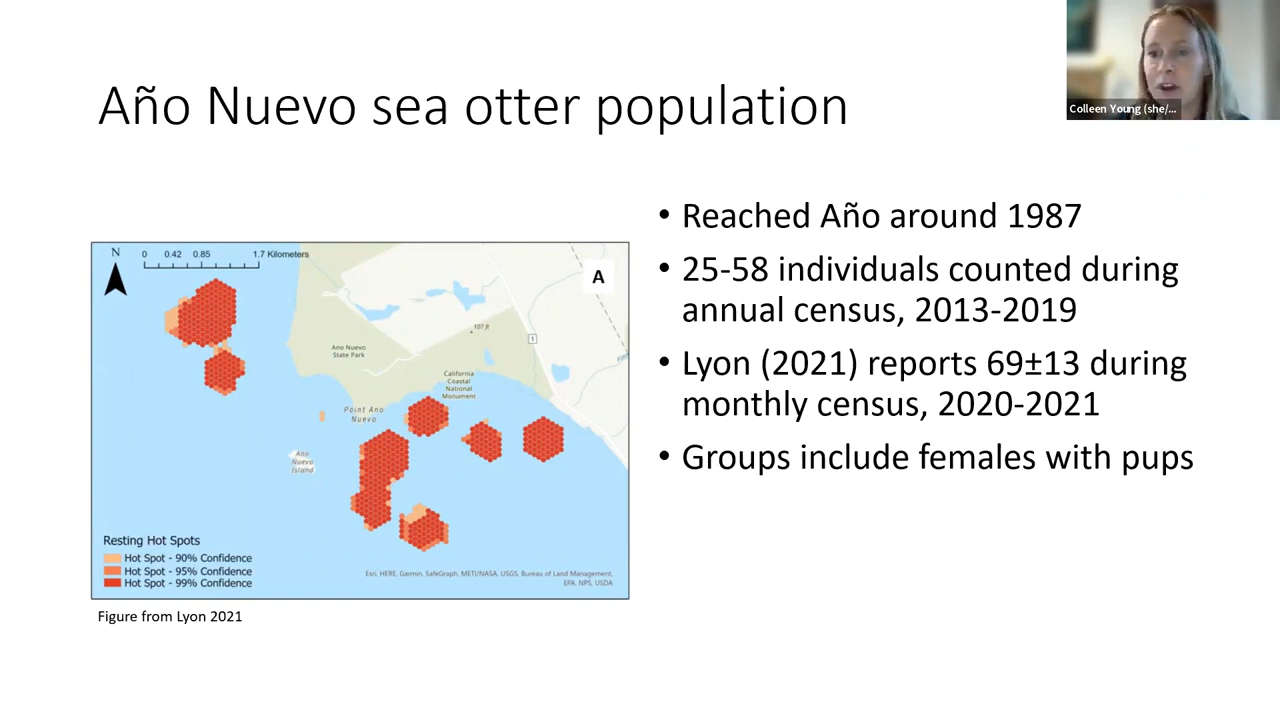 Colleen Young (she/...
Año Nuevo sea otter population
• Reached Año around 1987
• 25-58 individuals counted during
annual census, 2013-2019
• Lyon (2021) reports 69±13 during
monthly census, 2020-2021
• Groups include females with pups
N
0 0.42 0.85 1.7 Kilometers
A
107 ft
1
Ano Nuevo
State Park
California
Coastal
National
Monument
Point Ano
Nuevo
Ano
Nuevo
Island
Resting Hot Spots
Hot Spot - 90% Confidence
Hot Spot - 95% Confidence
Hot Spot - 99% Confidence
Esri, HERE, Garmin, SafeGraph, METI/NASA, USGS, Bureau of Land Management,
EPA, NPS, USDA
Figure from Lyon 2021